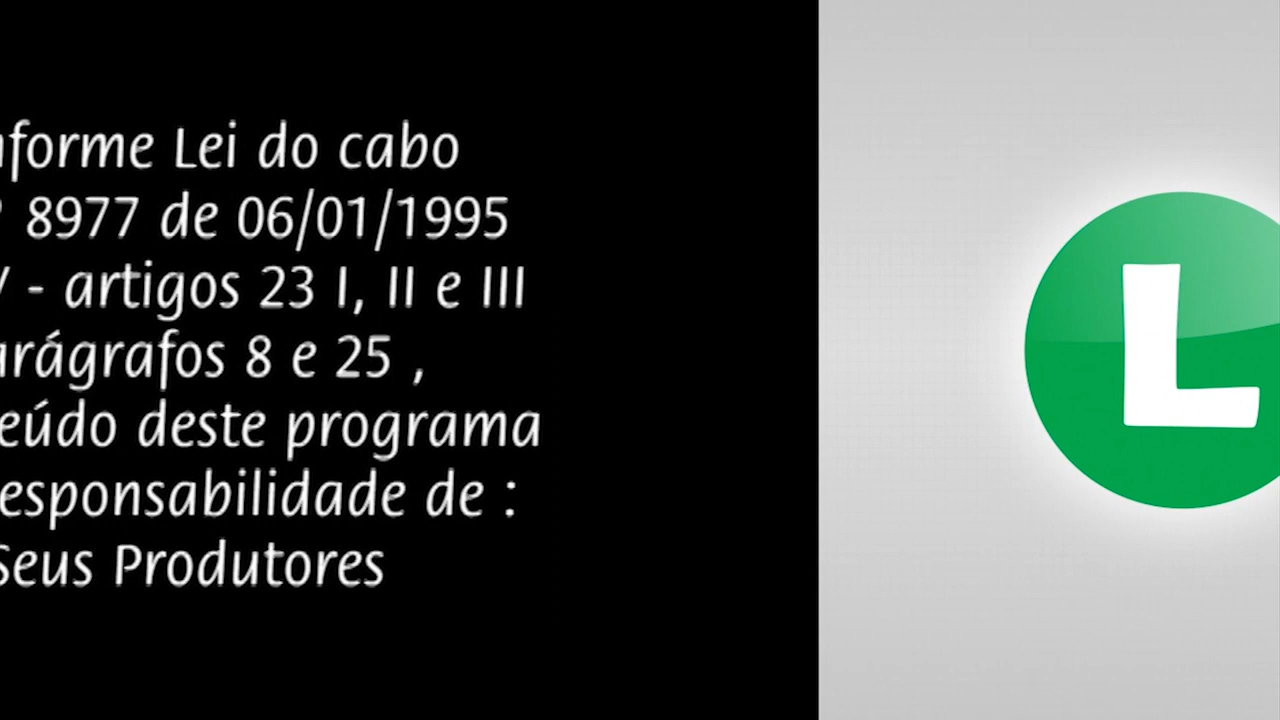 nforme Lei do cabo
8977 de 06/01/1995
- artigos 23 I, II e III
arágrafos 8 e 25 ,
eúdo deste programa
esponsabilidade de :
Seus Produtores
L